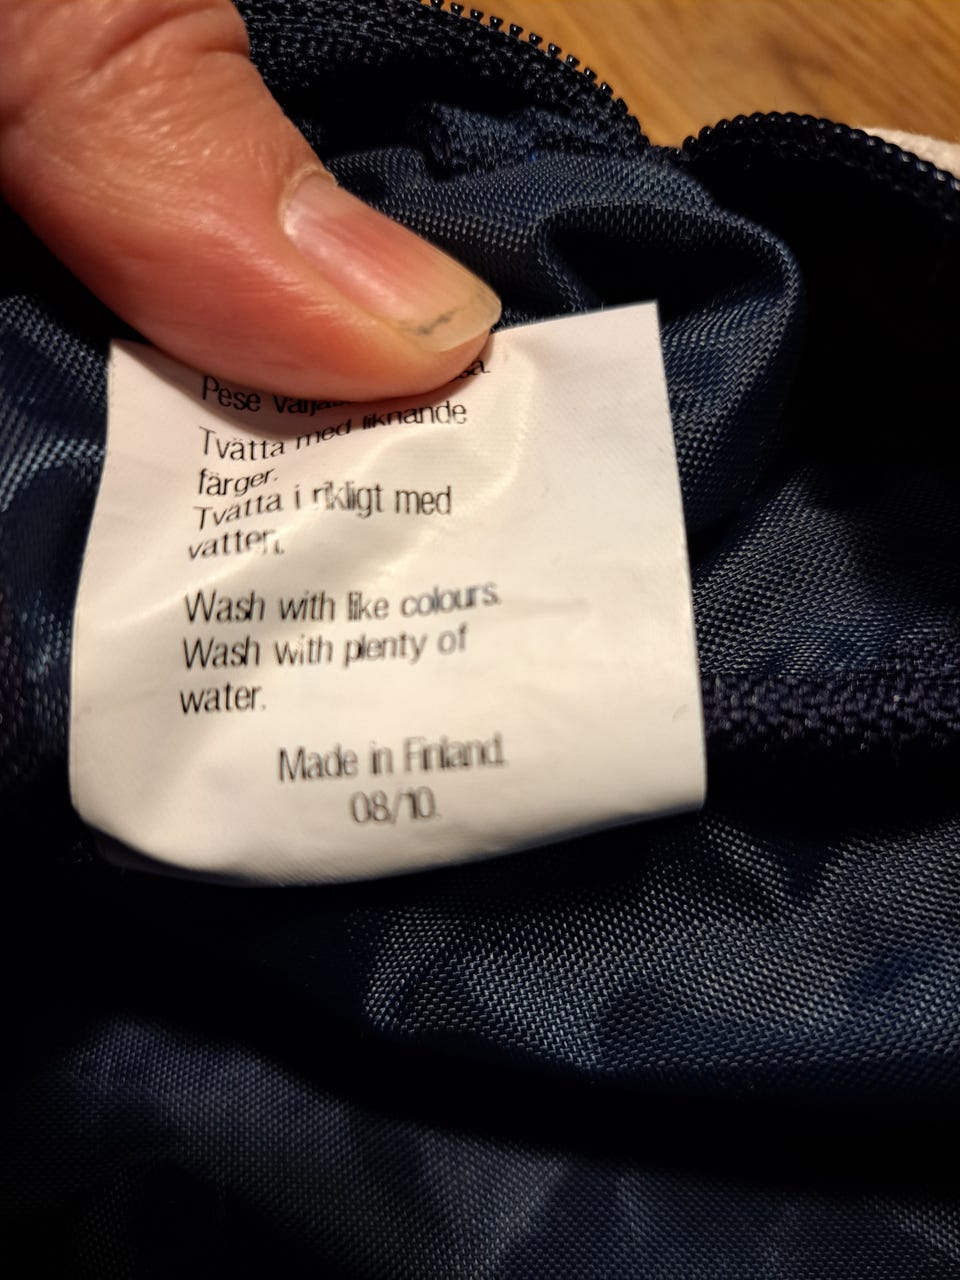 Pese
Tvätta med liknande
färger.
Tvätta i rikligt med
vatten.
Wash with like colours.
Wash with plenty of
water.
Made in Finland.
08/10.